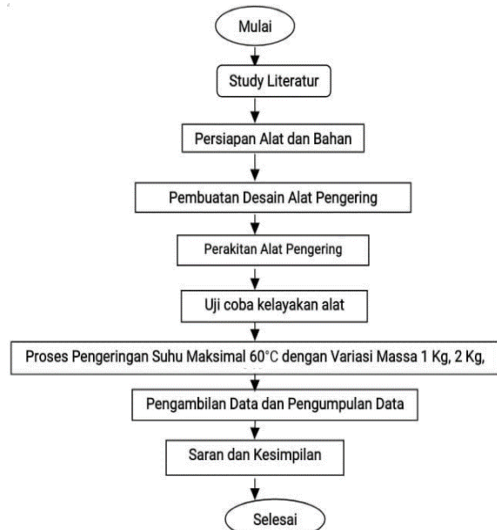 Mulai
Study Literatur
Persiapan Alat dan Bahan
Pembuatan Desain Alat Pengering
Perakitan Alat Pengering
Uji coba kelayakan alat
Proses Pengeringan Suhu Maksimal 60°C dengan Variasi Massa 1 Kg, 2 Kg,
Pengambilan Data dan Pengumpulan Data
Saran dan Kesimpilan
Selesai